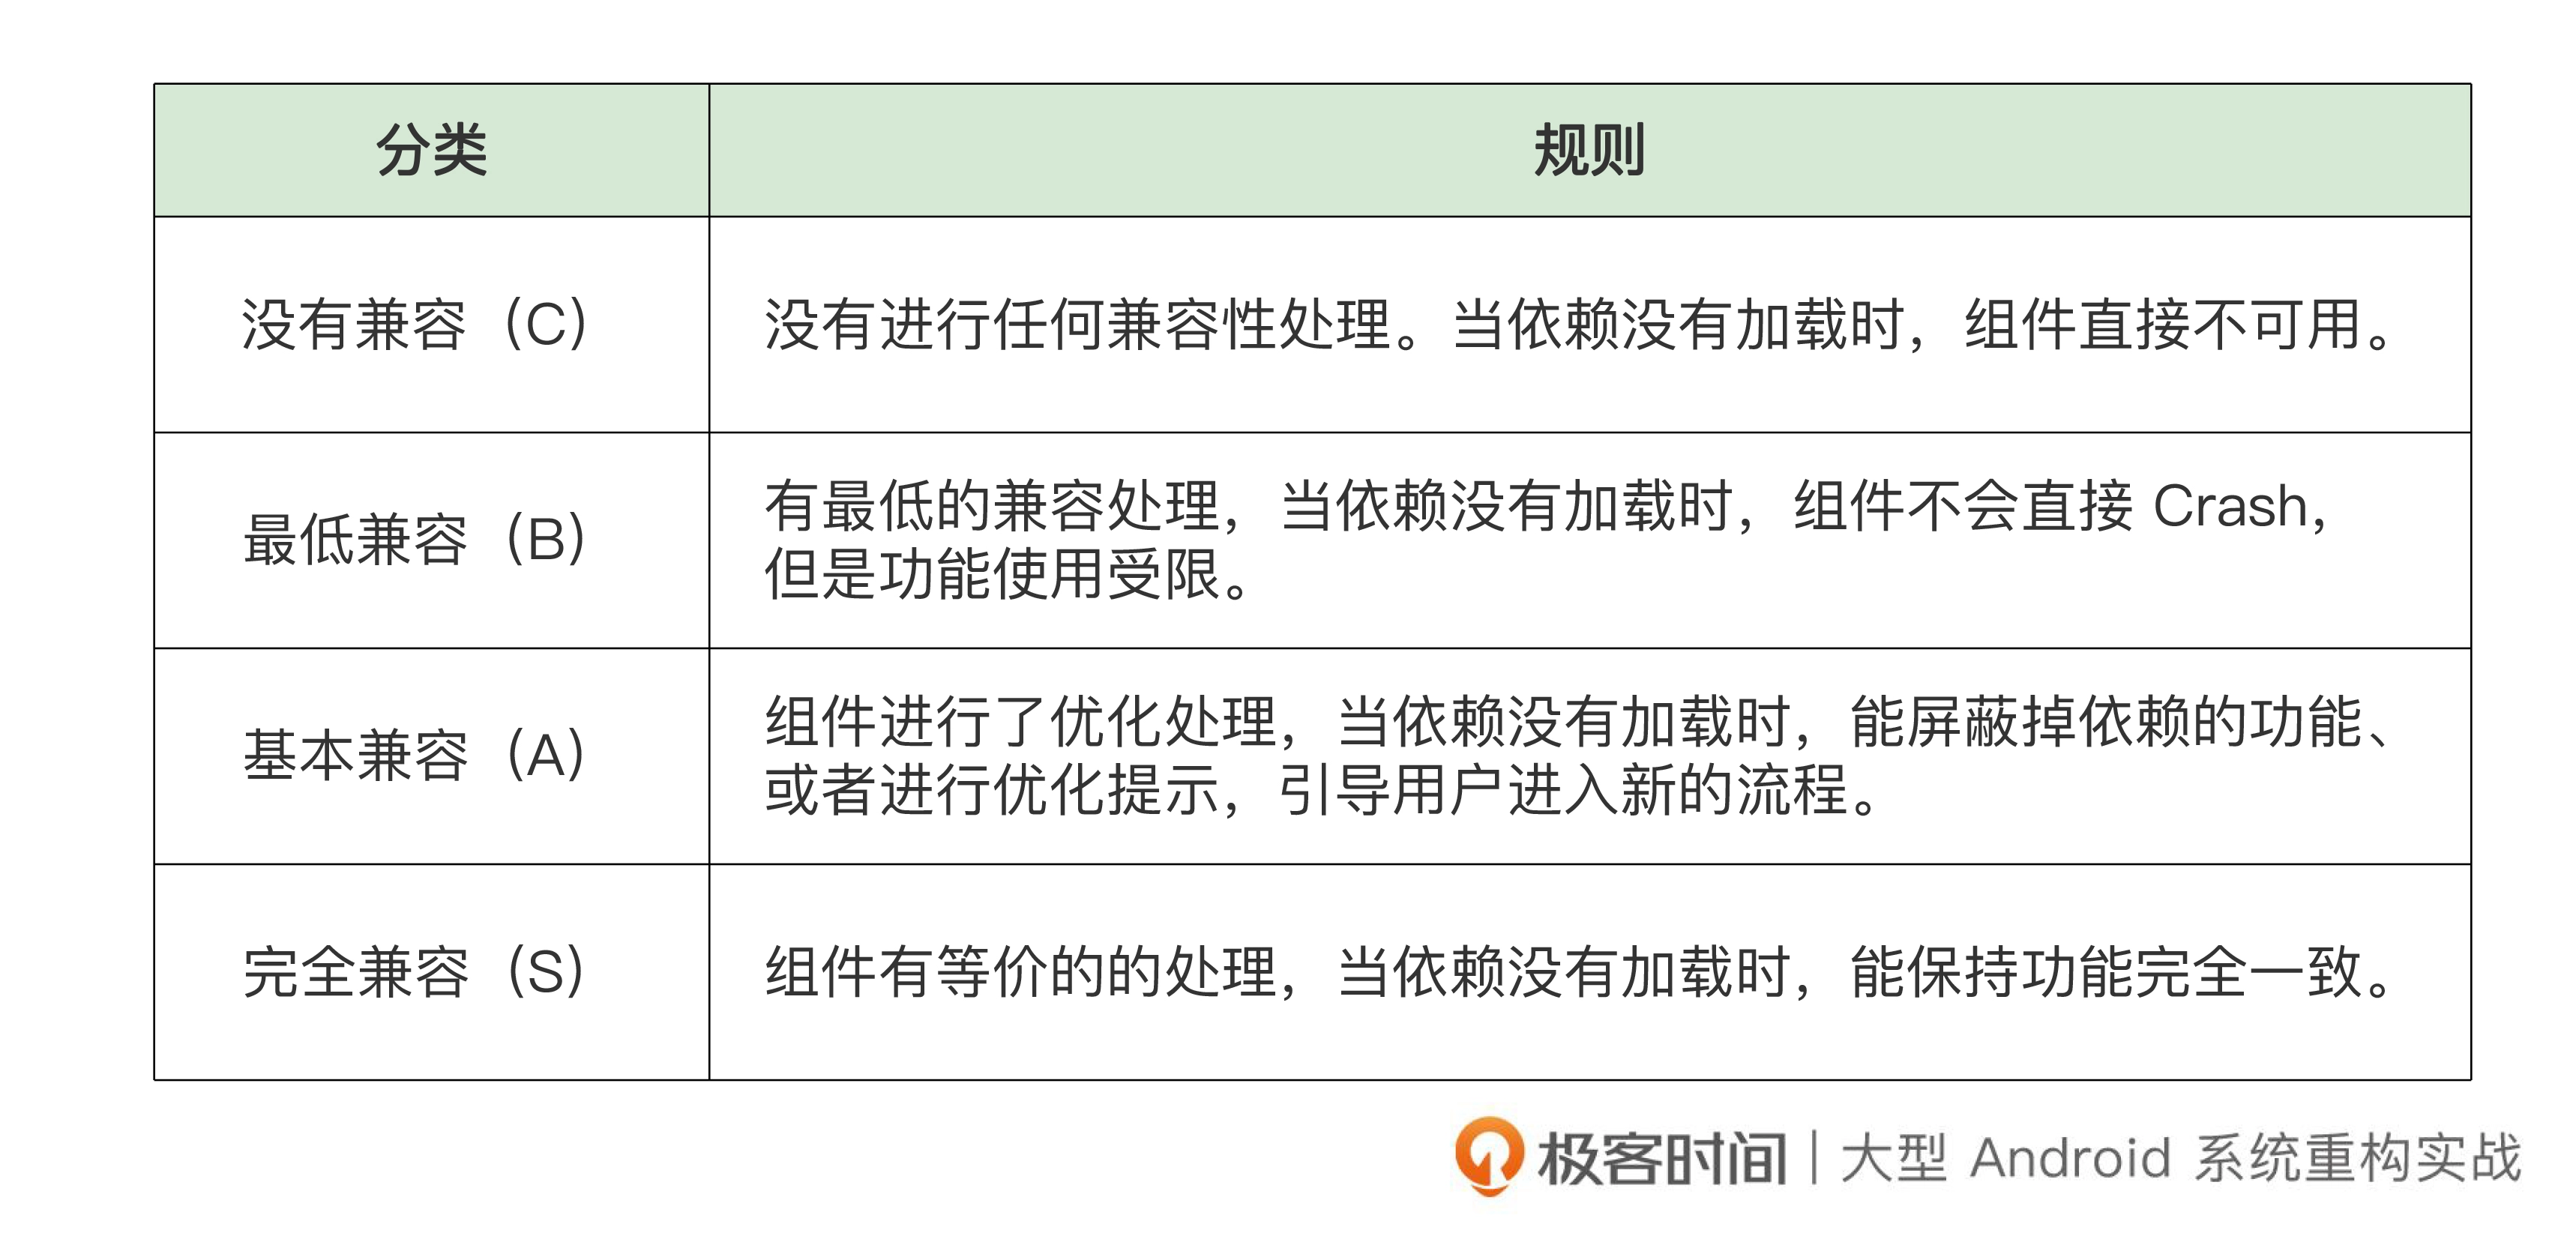 分类
规则
没有兼容（C）
没有进行任何兼容性处理。当依赖没有加载时，组件直接不可用。
最低兼容（B）
有最低的兼容处理，当依赖没有加载时，组件不会直接 Crash，
但是功能使用受限。
基本兼容（A）
组件进行了优化处理，当依赖没有加载时，能屏蔽掉依赖的功能、
或者进行优化提示，引导用户进入新的流程。
完全兼容（S）
组件有等价的的处理，当依赖没有加载时，能保持功能完全一致。
极客时间｜大型 Android 系统重构实战